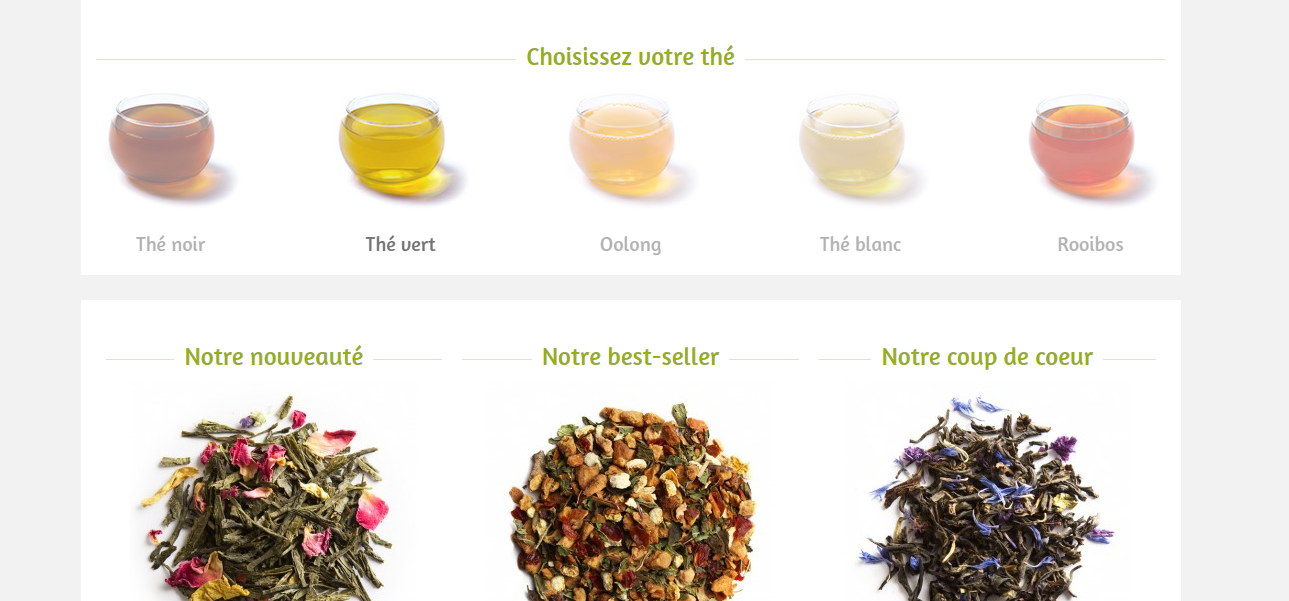 Choisissez votre thé
Thé noir
Thé vert
Oolong
Thé blanc
Rooibos
Notre nouveauté
Notre best-seller
Notre coup de coeur